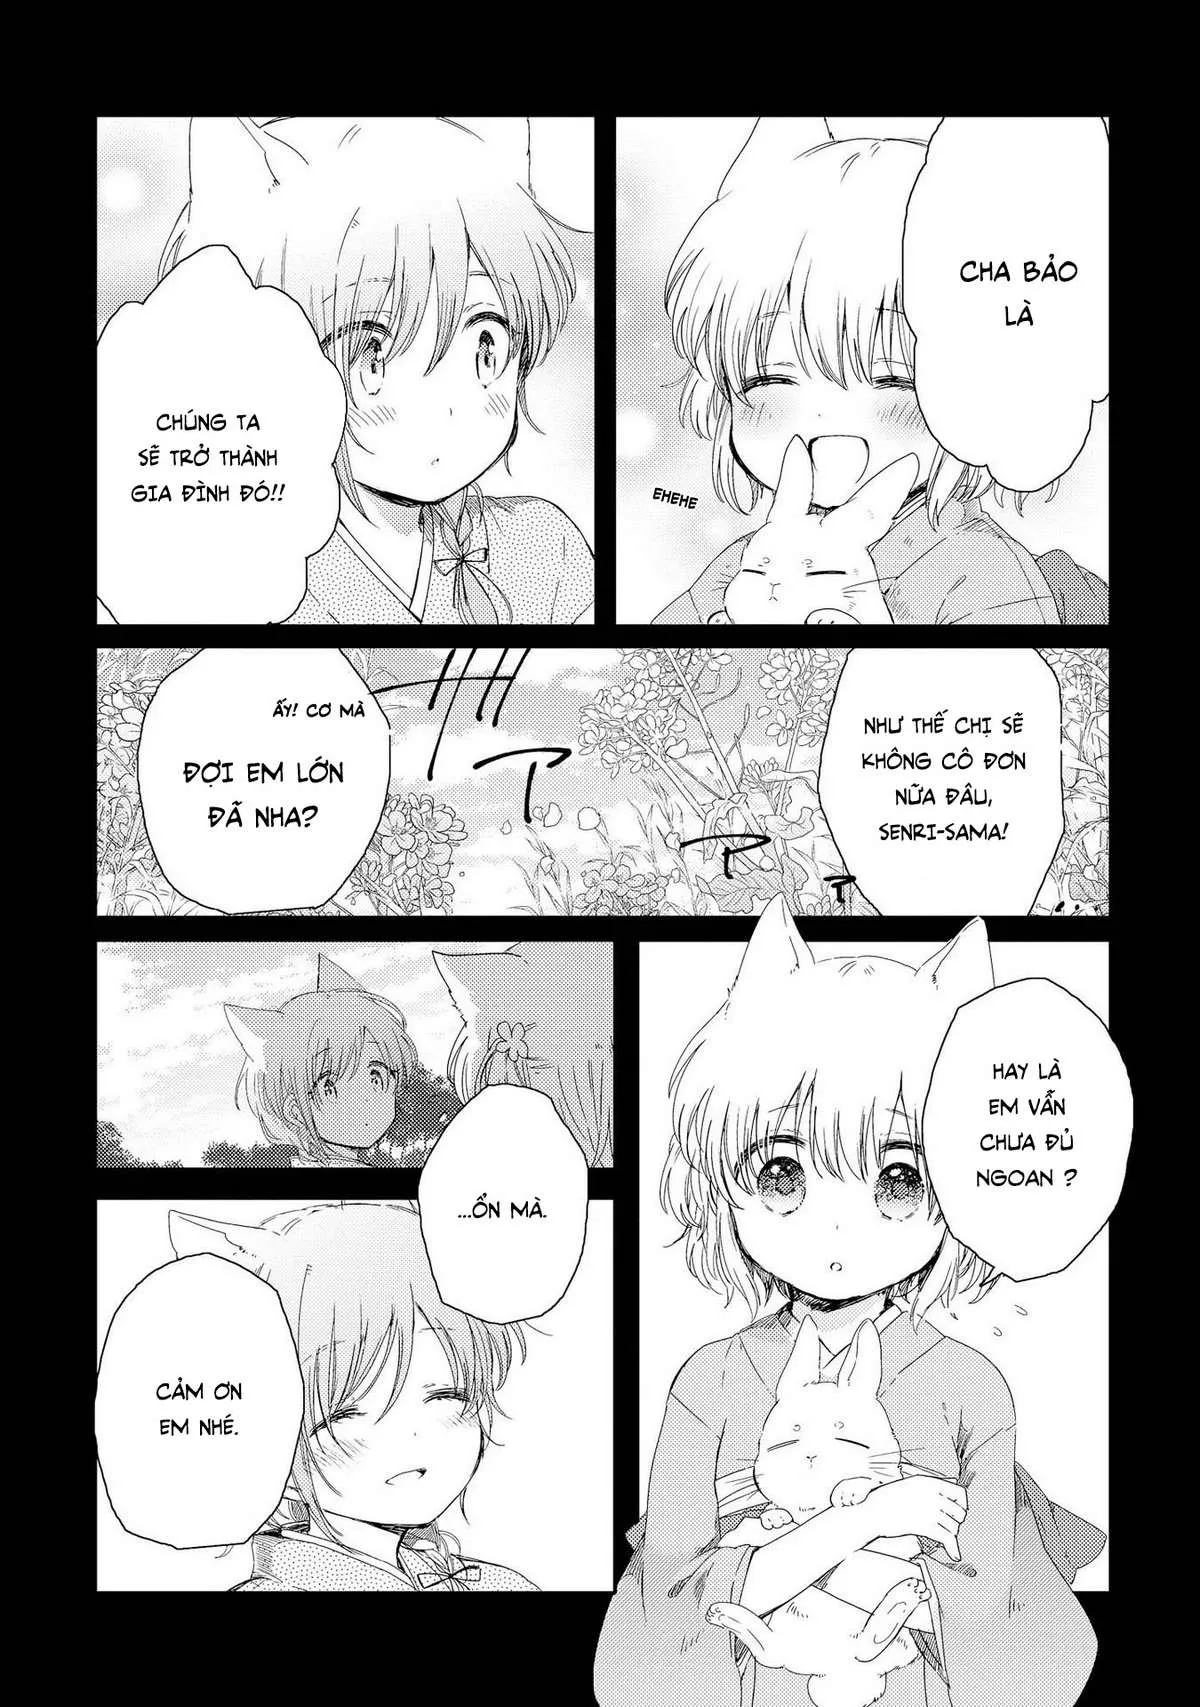 CHA BẢO
LÀ
EHEHE
CHÚNG TA
SẼ TRỞ THÀNH
GIA ĐÌNH ĐÓ!!
NHƯ THẾ CHỊ SẼ
KHÔNG CÔ ĐƠN
NỮA ĐÂU,
SENRI-SAMA!
ẤY! CƠ MÀ
ĐỢI EM LỚN
ĐÃ NHA?
HAY LÀ
EM VẪN
CHƯA ĐỦ
NGOAN ?
...ỔN MÀ.
CẢM ƠN
EM NHÉ.